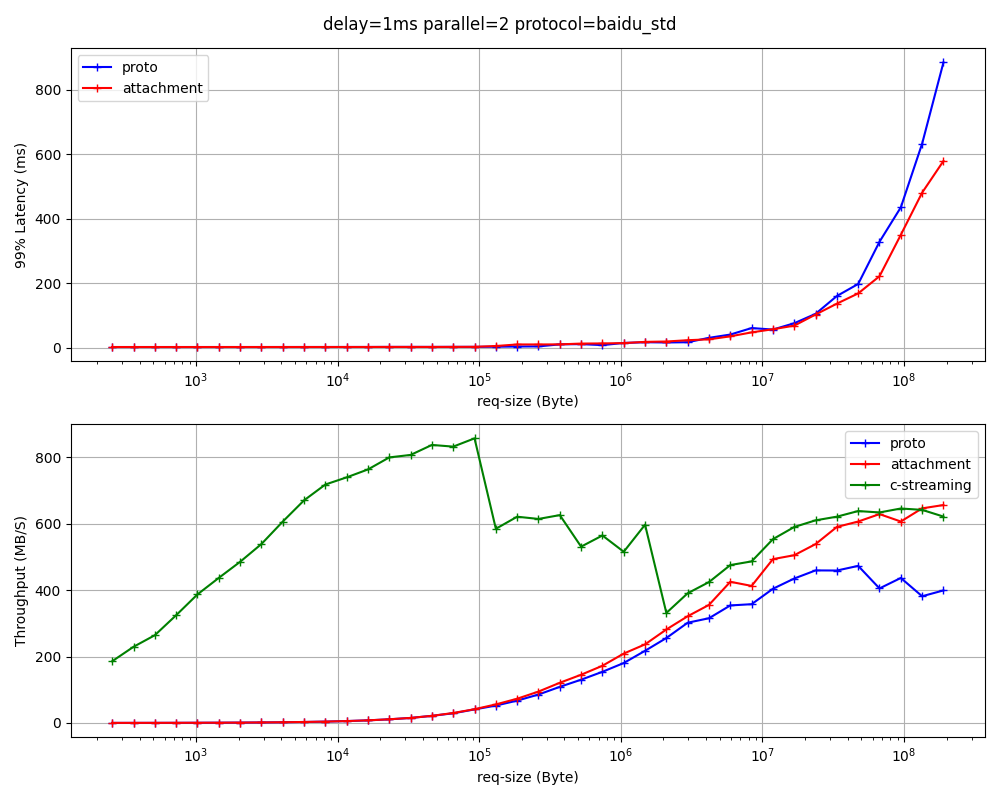 delay=1ms parallel=2 protocol=baidu_std
proto
attachment
99% Latency (ms)
800
600
400
200
0
10^3
10^4
10^5
10^6
10^7
10^8
req-size (Byte)
proto
attachment
c-streaming
Throughput (MB/S)
800
600
400
200
0
10^3
10^4
10^5
10^6
10^7
10^8
req-size (Byte)